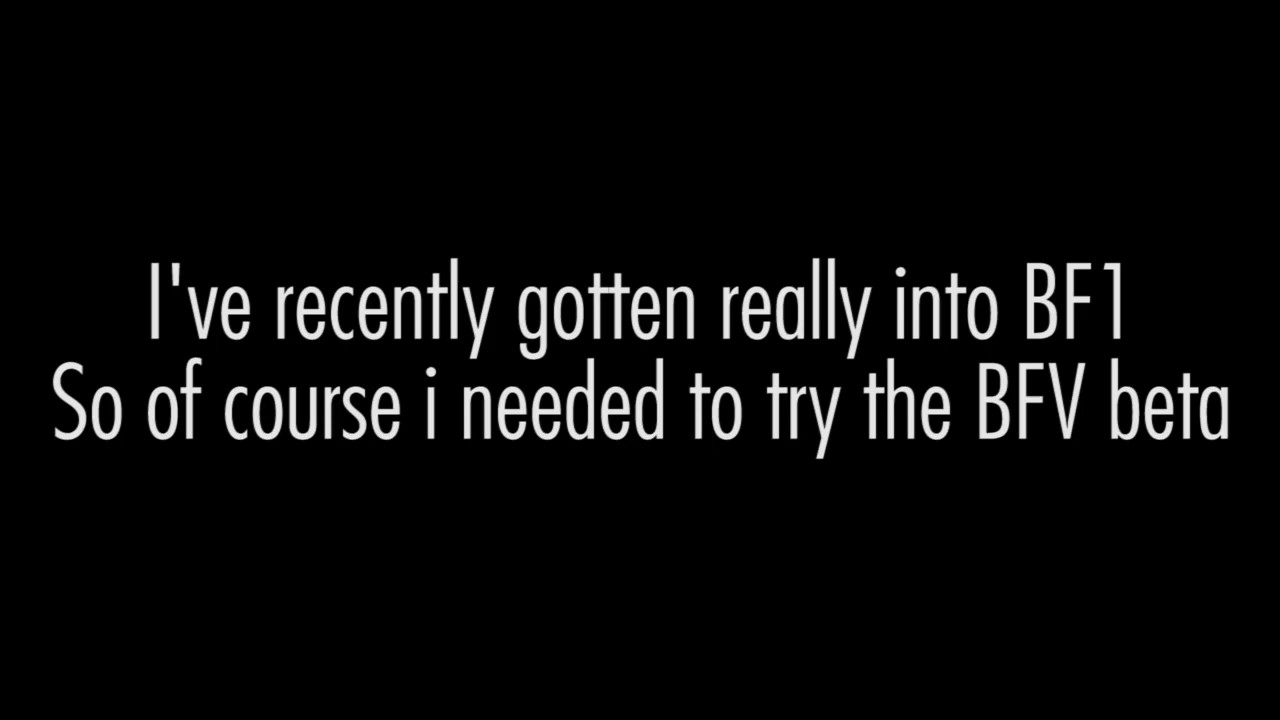 I've recently gotten really into BF1
So of course i needed to try the BFV beta